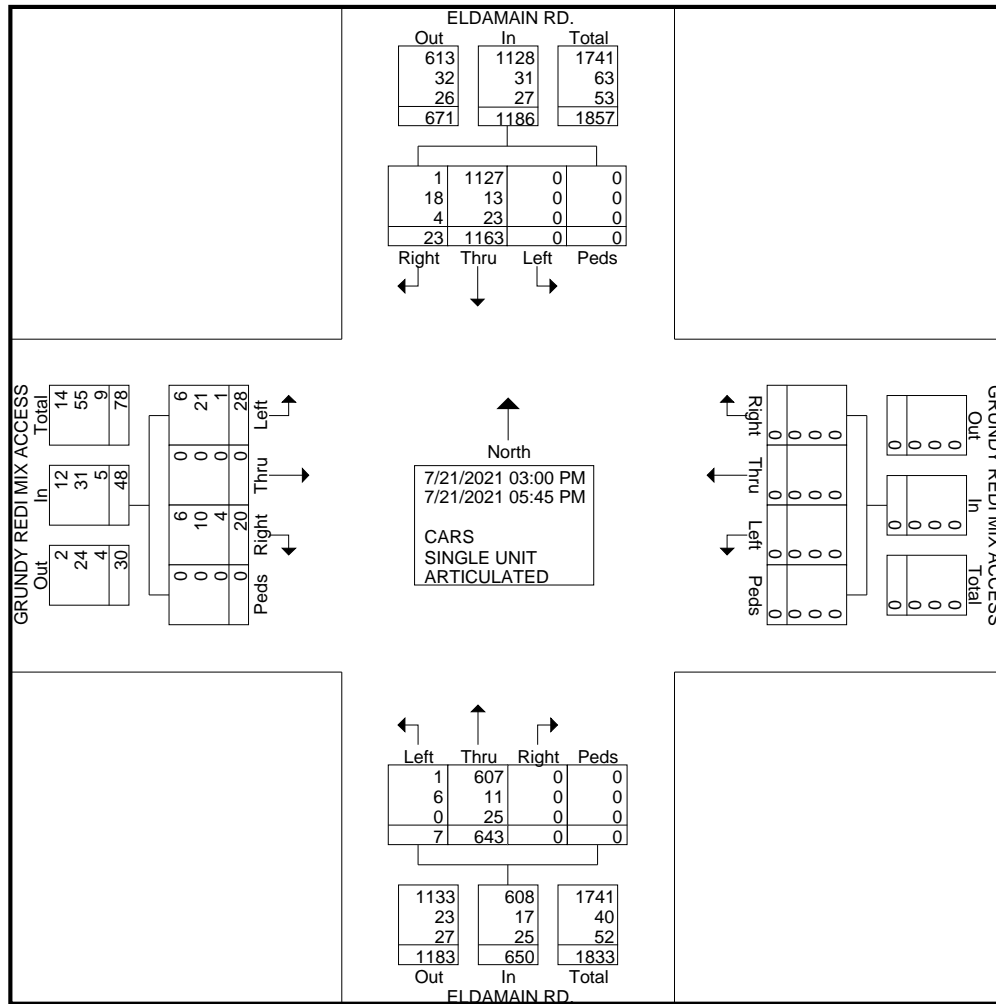 ELDAMAIN RD.
Out In Total
613 1128 1741
32 31 63
26 27 53
671 1186 1857
1 1127 0 0
18 13 0 0
4 23 0 0
23 1163 0 0
Right Thru Left Peds
GRUNDY REDI MIX ACCESS
Total
14 55 9 78
In
12 31 5 48
Out
2 24 4 30
6 21 1 28
Left
0 0 0 0
Thru
6 10 4 20
Right
0 0 0 0
Peds
North
7/21/2021 03:00 PM
7/21/2021 05:45 PM
CARS
SINGLE UNIT
ARTICULATED
Right
0 0 0 0
Thru
0 0 0 0
Left
0 0 0 0
Peds
0 0 0 0
Out
0 0 0 0
In
0 0 0 0
Total
0 0 0 0
GRUNDY REDI MIX ACCESS
Left Thru Right Peds
1 607 0 0
6 11 0 0
0 25 0 0
7 643 0 0
1133 608 1741
23 17 40
27 25 52
1183 650 1833
Out In Total
ELDAMAIN RD.